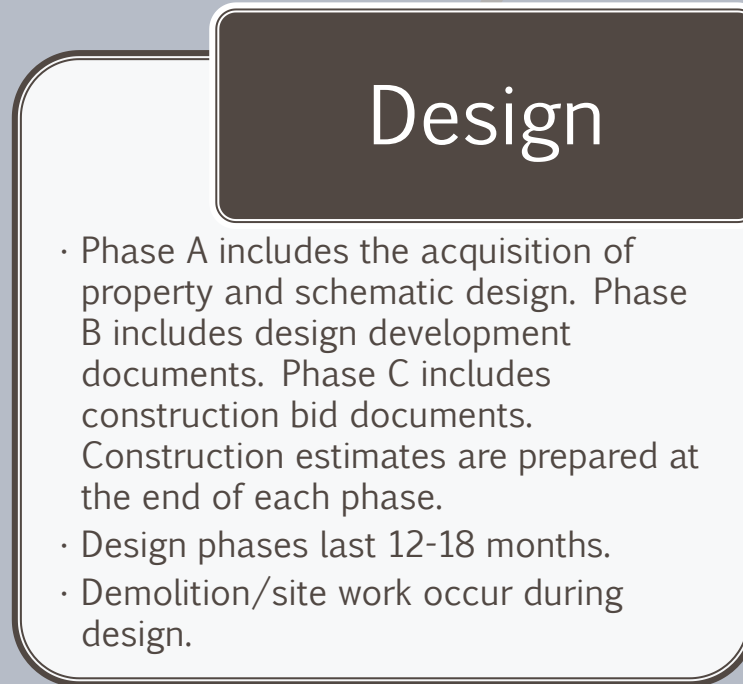 Design
· Phase A includes the acquisition of
property and schematic design. Phase
B includes design development
documents. Phase C includes
construction bid documents.
Construction estimates are prepared at
the end of each phase.
· Design phases last 12-18 months.
· Demolition/site work occur during
design.